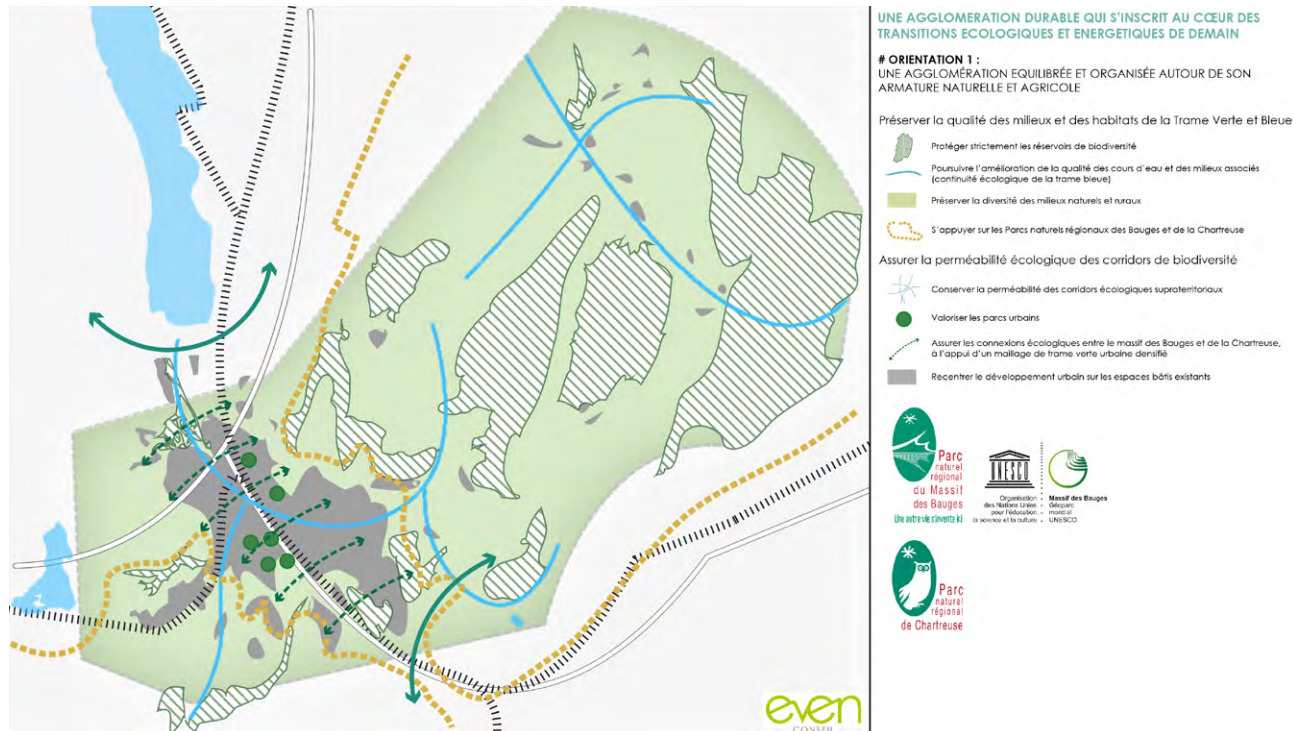 UNE AGGLOMERATION DURABLE QUI S'INSCRIT AU CŒUR DES
TRANSITIONS ECOLOGIQUES ET ENERGETIQUES DE DEMAIN
# ORIENTATION 1 :
UNE AGGLOMÉRATION EQUILIBRÉE ET ORGANISÉE AUTOUR DE SON
ARMATURE NATURELLE ET AGRICOLE
Préserver la qualité des milieux et des habitats de la Trame Verte et Bleue
Protéger strictement les réservoirs de biodiversité
Poursuivre l'amélioration de la qualité des cours d'eau et des milieux associés
(continuité écologique de la trame bleue)
Préserver la diversité des milieux naturels et ruraux
S'appuyer sur les Parcs naturels régionaux des Bauges et de la Chartreuse
Assurer la perméabilité écologique des corridors de biodiversité
Conserver la perméabilité des corridors écologiques supraterritoriaux
Valoriser les parcs urbains
Assurer les connexions écologiques entre le massif des Bauges et de la Chartreuse,
à l'appui d'un maillage de trame verte urbaine densifié
Recentrer le développement urbain sur les espaces bâtis existants
Parc
naturel
régional
du Massif
des Bauges
Une autre vie s'invente ici
UNESCO
Organisation
des Nations Unies
pour l'éducation,
la science et la culture
Massif des Bauges
Géoparc
mondial
UNESCO
Parc
naturel
régional
de Chartreuse
even
CONSEIL